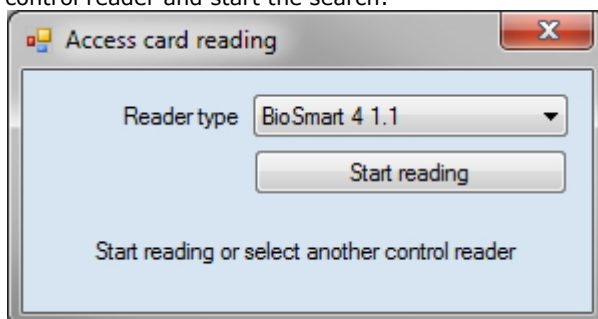 control reader and start the search.
Access card reading
Reader type BioSmart 4 1.1
Start reading
Start reading or select another control reader